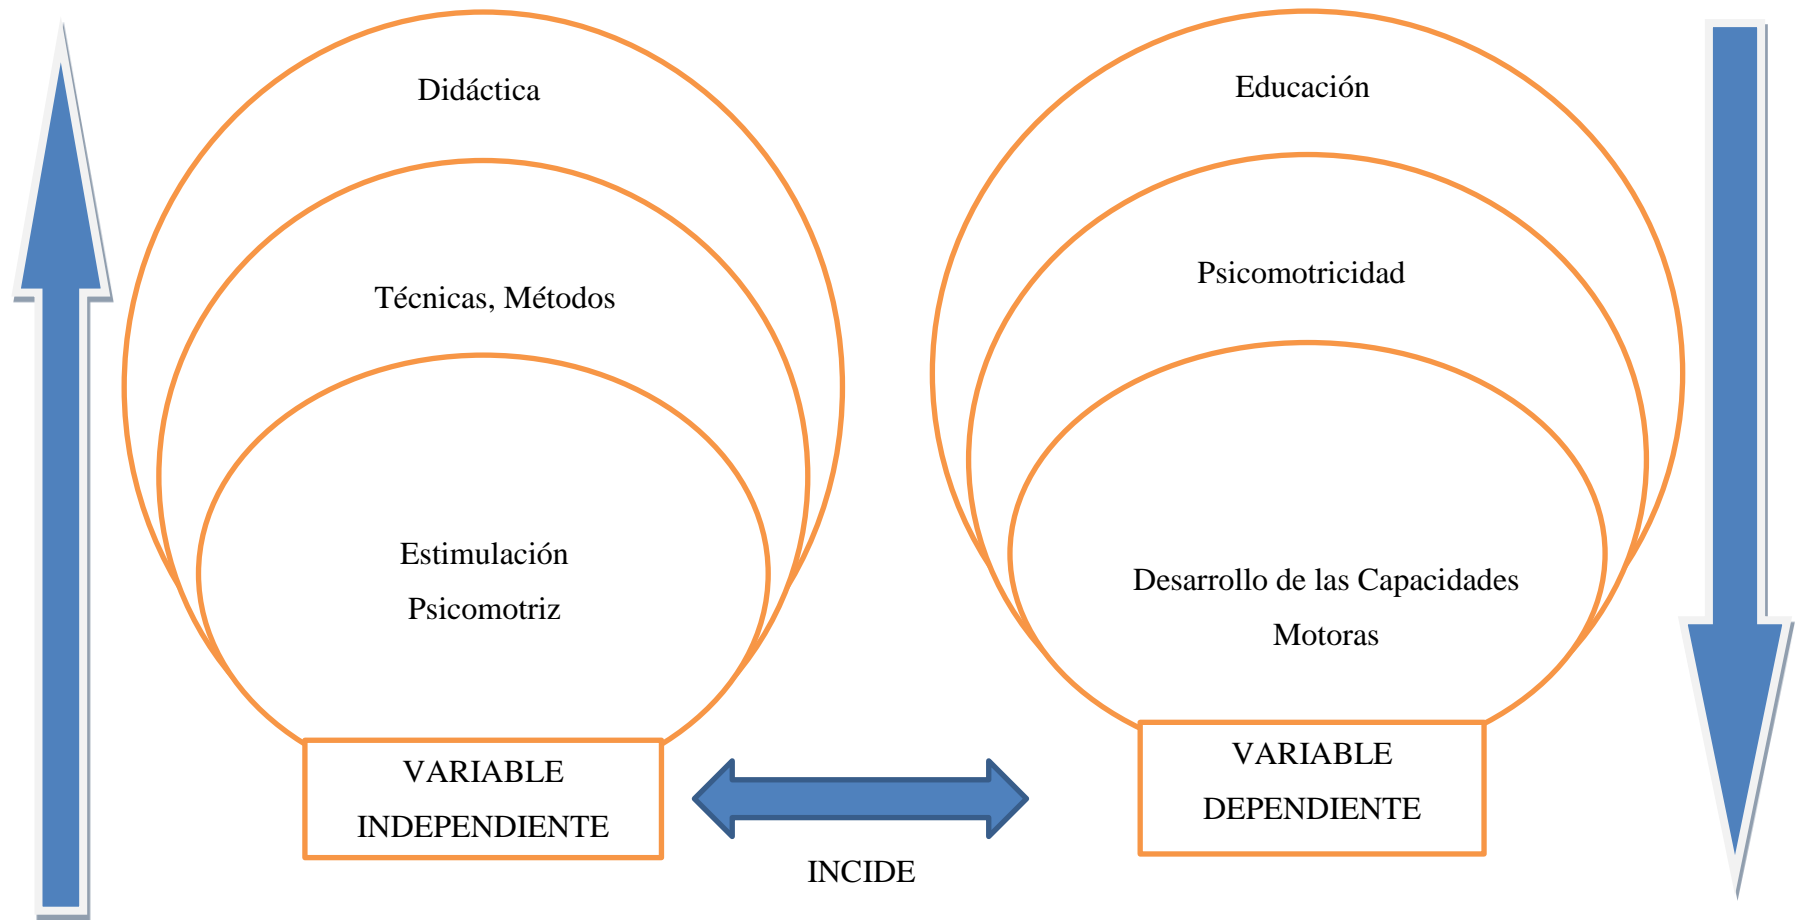 Didáctica
Técnicas, Métodos
Estimulación
Psicomotriz
VARIABLE
INDEPENDIENTE
INCIDE
Educación
Psicomotricidad
Desarrollo de las Capacidades
Motoras
VARIABLE
DEPENDIENTE